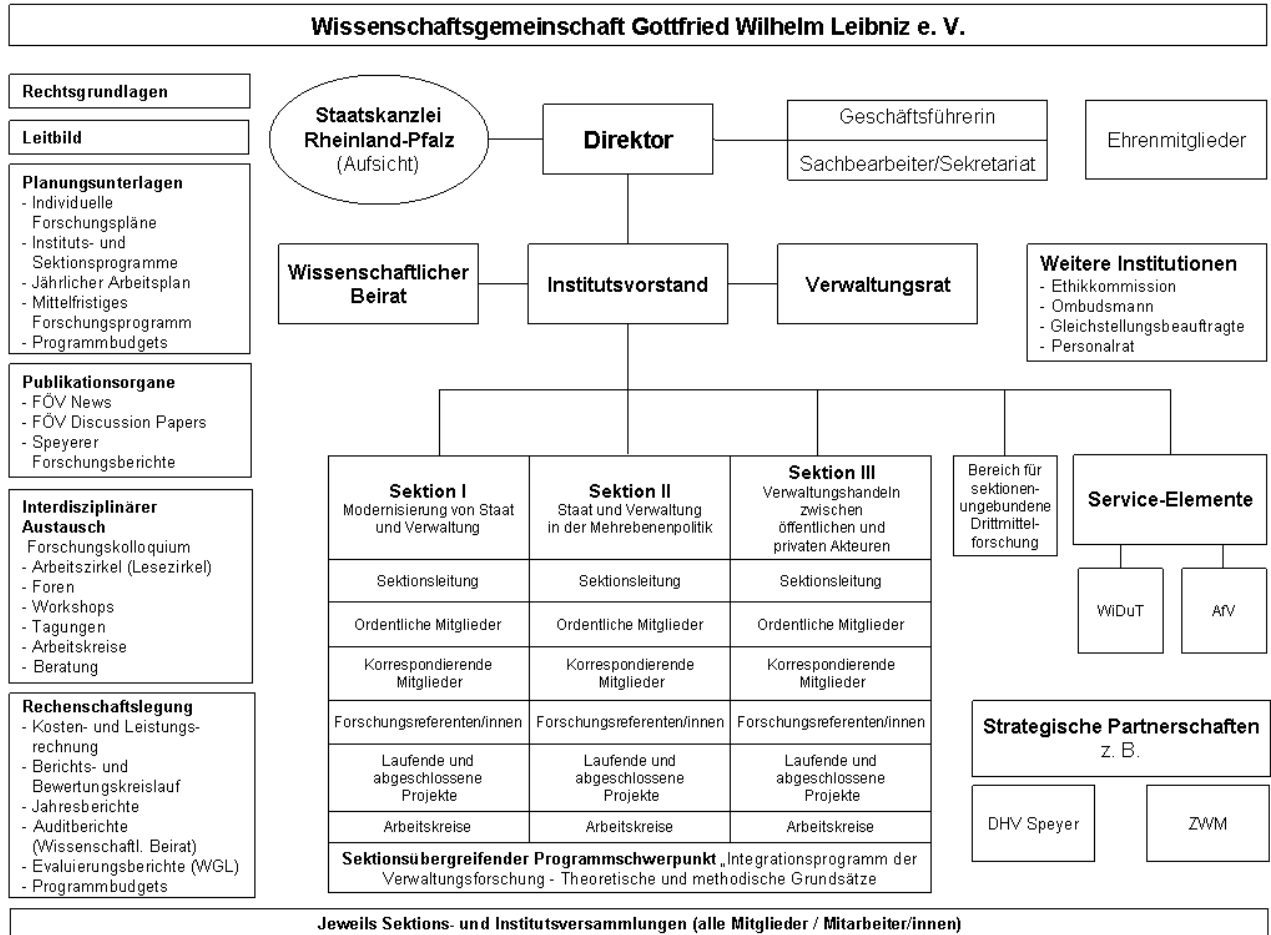 Wissenschaftsgemeinschaft Gottfried Wilhelm Leibniz e. V.
Rechtsgrundlagen
Leitbild
Planungsunterlagen
- Individuelle
Forschungspläne
- Instituts- und
Sektionsprogramme
- Jährlicher Arbeitsplan
- Mittelfristiges
Forschungsprogramm
- Programmbudgets
Publikationsorgane
- FÖV News
- FÖV Discussion Papers
- Speyerer
Forschungsberichte
Interdisziplinärer
Austausch
Forschungskolloquium
- Arbeitszirkel (Lesezirkel)
- Foren
- Workshops
- Tagungen
- Arbeitskreise
- Beratung
Rechenschaftslegung
- Kosten- und Leistungs-
rechnung
- Berichts- und
Bewertungskreislauf
- Jahresberichte
- Auditberichte
(Wissenschaftl. Beirat)
- Evaluierungsberichte (WGL)
- Programmbudgets
Staatskanzlei
Rheinland-Pfalz
(Aufsicht)
Direktor
Geschäftsführerin
Sachbearbeiter/Sekretariat
Ehrenmitglieder
Wissenschaftlicher
Beirat
Institutsvorstand
Verwaltungsrat
Weitere Institutionen
- Ethikkommission
- Ombudsmann
- Gleichstellungsbeauftragte
- Personalrat
Sektion I
Modernisierung von Staat
und Verwaltung
Sektionsleitung
Ordentliche Mitglieder
Korrespondierende
Mitglieder
Forschungsreferenten/innen
Laufende und
abgeschlossene
Projekte
Arbeitskreise
Sektion II
Staat und Verwaltung
in der Mehrebenenpolitik
Sektionsleitung
Ordentliche Mitglieder
Korrespondierende
Mitglieder
Forschungsreferenten/innen
Laufende und
abgeschlossene
Projekte
Arbeitskreise
Sektion III
Verwaltungshandeln
zwischen
öffentlichen und
privaten Akteuren
Sektionsleitung
Ordentliche Mitglieder
Korrespondierende
Mitglieder
Forschungsreferenten/innen
Laufende und
abgeschlossene
Projekte
Arbeitskreise
Sektionsübergreifender Programmschwerpunkt „Integrationsprogramm der
Verwaltungsforschung - Theoretische und methodische Grundsätze
Bereich für
sektionen-
ungebundene
Drittmittel-
forschung
Service-Elemente
WiDuT
AfV
Strategische Partnerschaften
z. B.
DHV Speyer
ZWM
Jeweils Sektions- und Institutsversammlungen (alle Mitglieder / Mitarbeiter/innen)